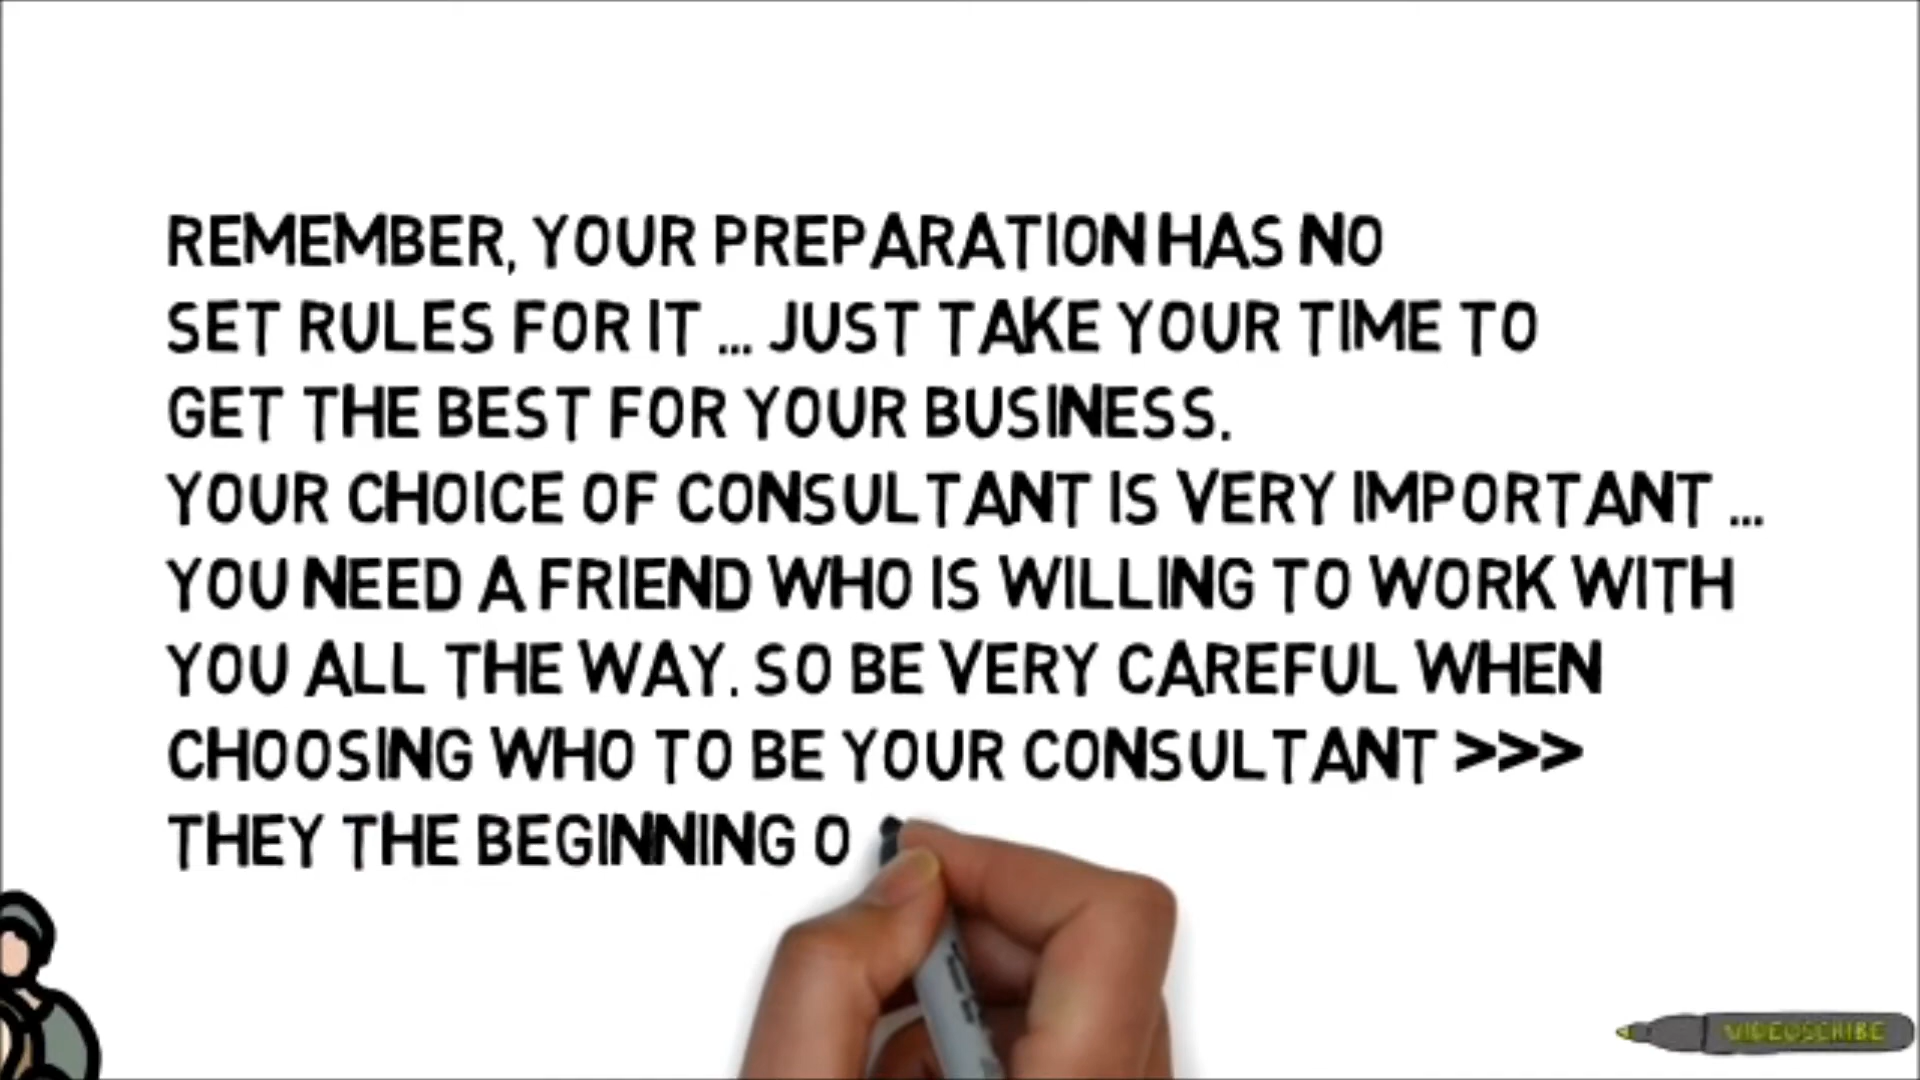 REMEMBER, YOUR PREPARATION HAS NO
SET RULES FOR IT ... JUST TAKE YOUR TIME TO
GET THE BEST FOR YOUR BUSINESS.
YOUR CHOICE OF CONSULTANT IS VERY IMPORTANT ...
YOU NEED A FRIEND WHO IS WILLING TO WORK WITH
YOU ALL THE WAY. SO BE VERY CAREFUL WHEN
CHOOSING WHO TO BE YOUR CONSULTANT >>>
THEY THE BEGINNING O
VIDEOSCRIBE